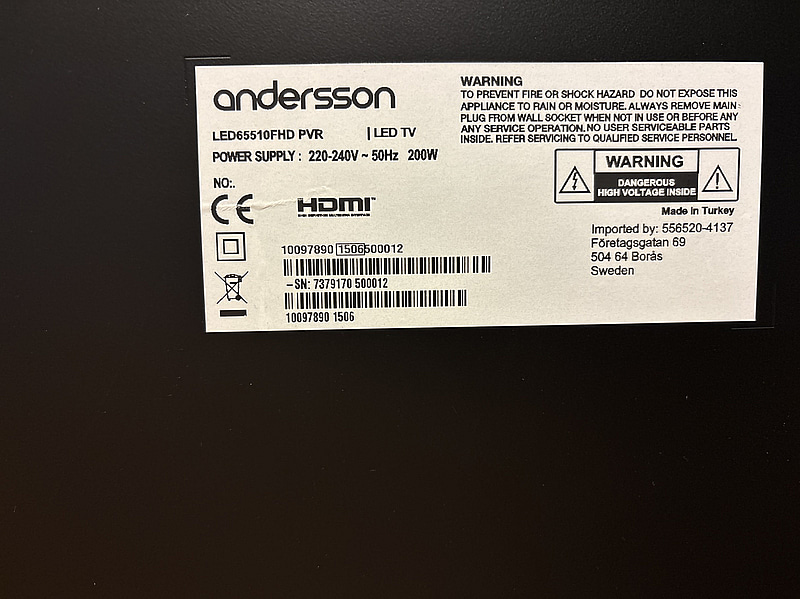 andersson
LED65510FHD PVR | LED TV
POWER SUPPLY : 220-240V ~ 50Hz 200W
NO:.
CE HDMI™
10097890 1506500012
-SN: 7379170 500012
10097890 1506
WARNING
TO PREVENT FIRE OR SHOCK HAZARD DO NOT EXPOSE THIS
APPLIANCE TO RAIN OR MOISTURE. ALWAYS REMOVE MAIN
PLUG FROM WALL SOCKET WHEN NOT IN USE OR BEFORE ANY
ANY SERVICE OPERATION.NO USER SERVICEABLE PARTS
INSIDE. REFER SERVICING TO QUALIFIED SERVICE PERSONNEL.
WARNING
DANGEROUS
HIGH VOLTAGE INSIDE
Made in Turkey
Imported by: 556520-4137
Företagsgatan 69
504 64 Borås
Sweden